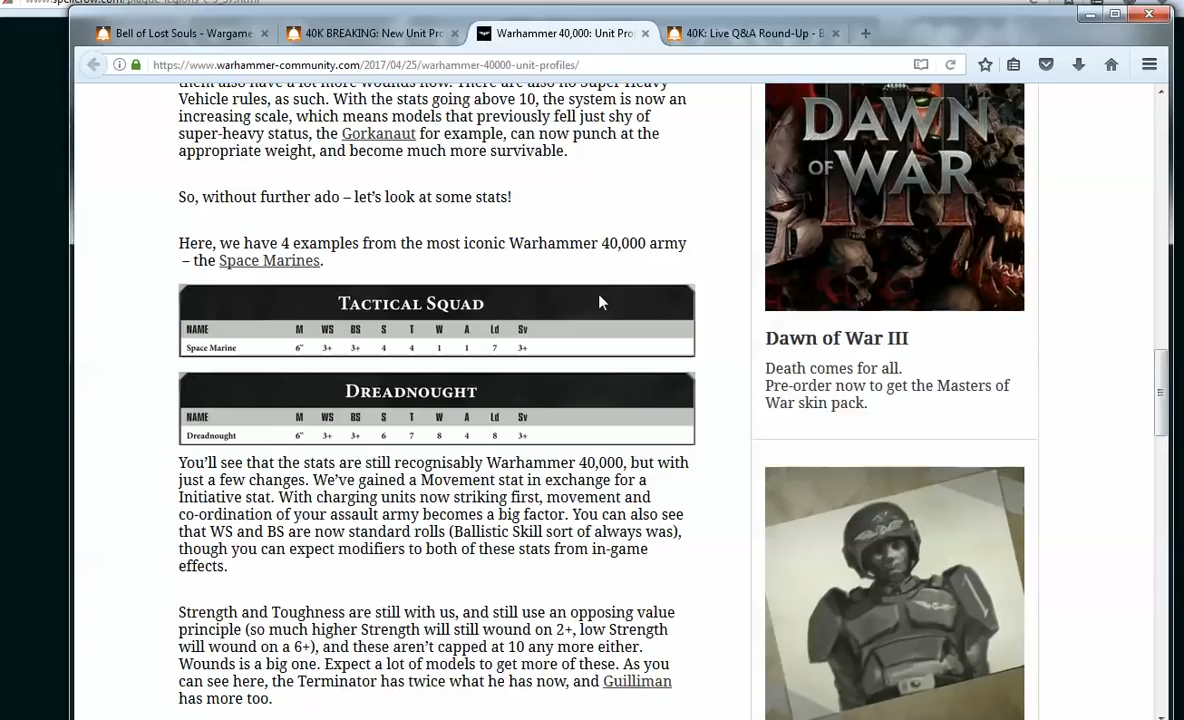 Bell of Lost Souls - Wargame
40K BREAKING: New Unit Pro
Warhammer 40,000: Unit Pro
40K: Live Q&A Round-Up - B
https://www.warhammer-community.com/2017/04/25/warhammer-40000-unit-profiles/
them also have a lot more wounds now. There are also no Super Heavy
Vehicle rules, as such. With the stats going above 10, the system is now an
increasing scale, which means models that previously fell just shy of
super-heavy status, the Gorkanaut for example, can now punch at the
appropriate weight, and become much more survivable.
So, without further ado – let's look at some stats!
Here, we have 4 examples from the most iconic Warhammer 40,000 army
– the Space Marines.
TACTICAL SQUAD
NAME M WS BS S T W A Ld Sv
Space Marine 6" 3+ 3+ 4 4 1 1 7 3+
DREADNOUGHT
NAME M WS BS S T W A Ld Sv
Dreadnought 6" 3+ 3+ 6 7 8 4 8 3+
You'll see that the stats are still recognisably Warhammer 40,000, but with
just a few changes. We've gained a Movement stat in exchange for a
Initiative stat. With charging units now striking first, movement and
co-ordination of your assault army becomes a big factor. You can also see
that WS and BS are now standard rolls (Ballistic Skill sort of always was),
though you can expect modifiers to both of these stats from in-game
effects.
Strength and Toughness are still with us, and still use an opposing value
principle (so much higher Strength will still wound on 2+, low Strength
will wound on a 6+), and these aren't capped at 10 any more either.
Wounds is a big one. Expect a lot of models to get more of these. As you
can see here, the Terminator has twice what he has now, and Guilliman
has more too.
DAWN
OF WAR
III
Dawn of War III
Death comes for all.
Pre-order now to get the Masters of
War skin pack.